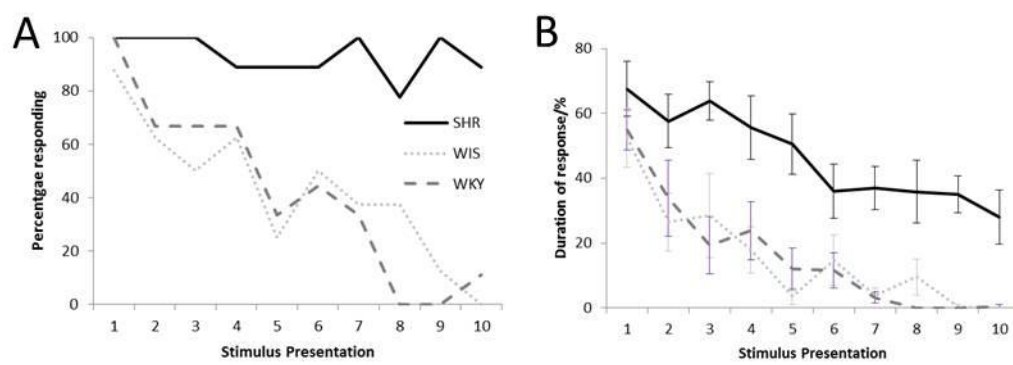 A
100
80
60
40
20
0
Percentgae responding
SHR
WIS
WKY
1 2 3 4 5 6 7 8 9 10
Stimulus Presentation
B
80
60
40
20
0
Duration of response/%
1 2 3 4 5 6 7 8 9 10
Stimulus Presentation